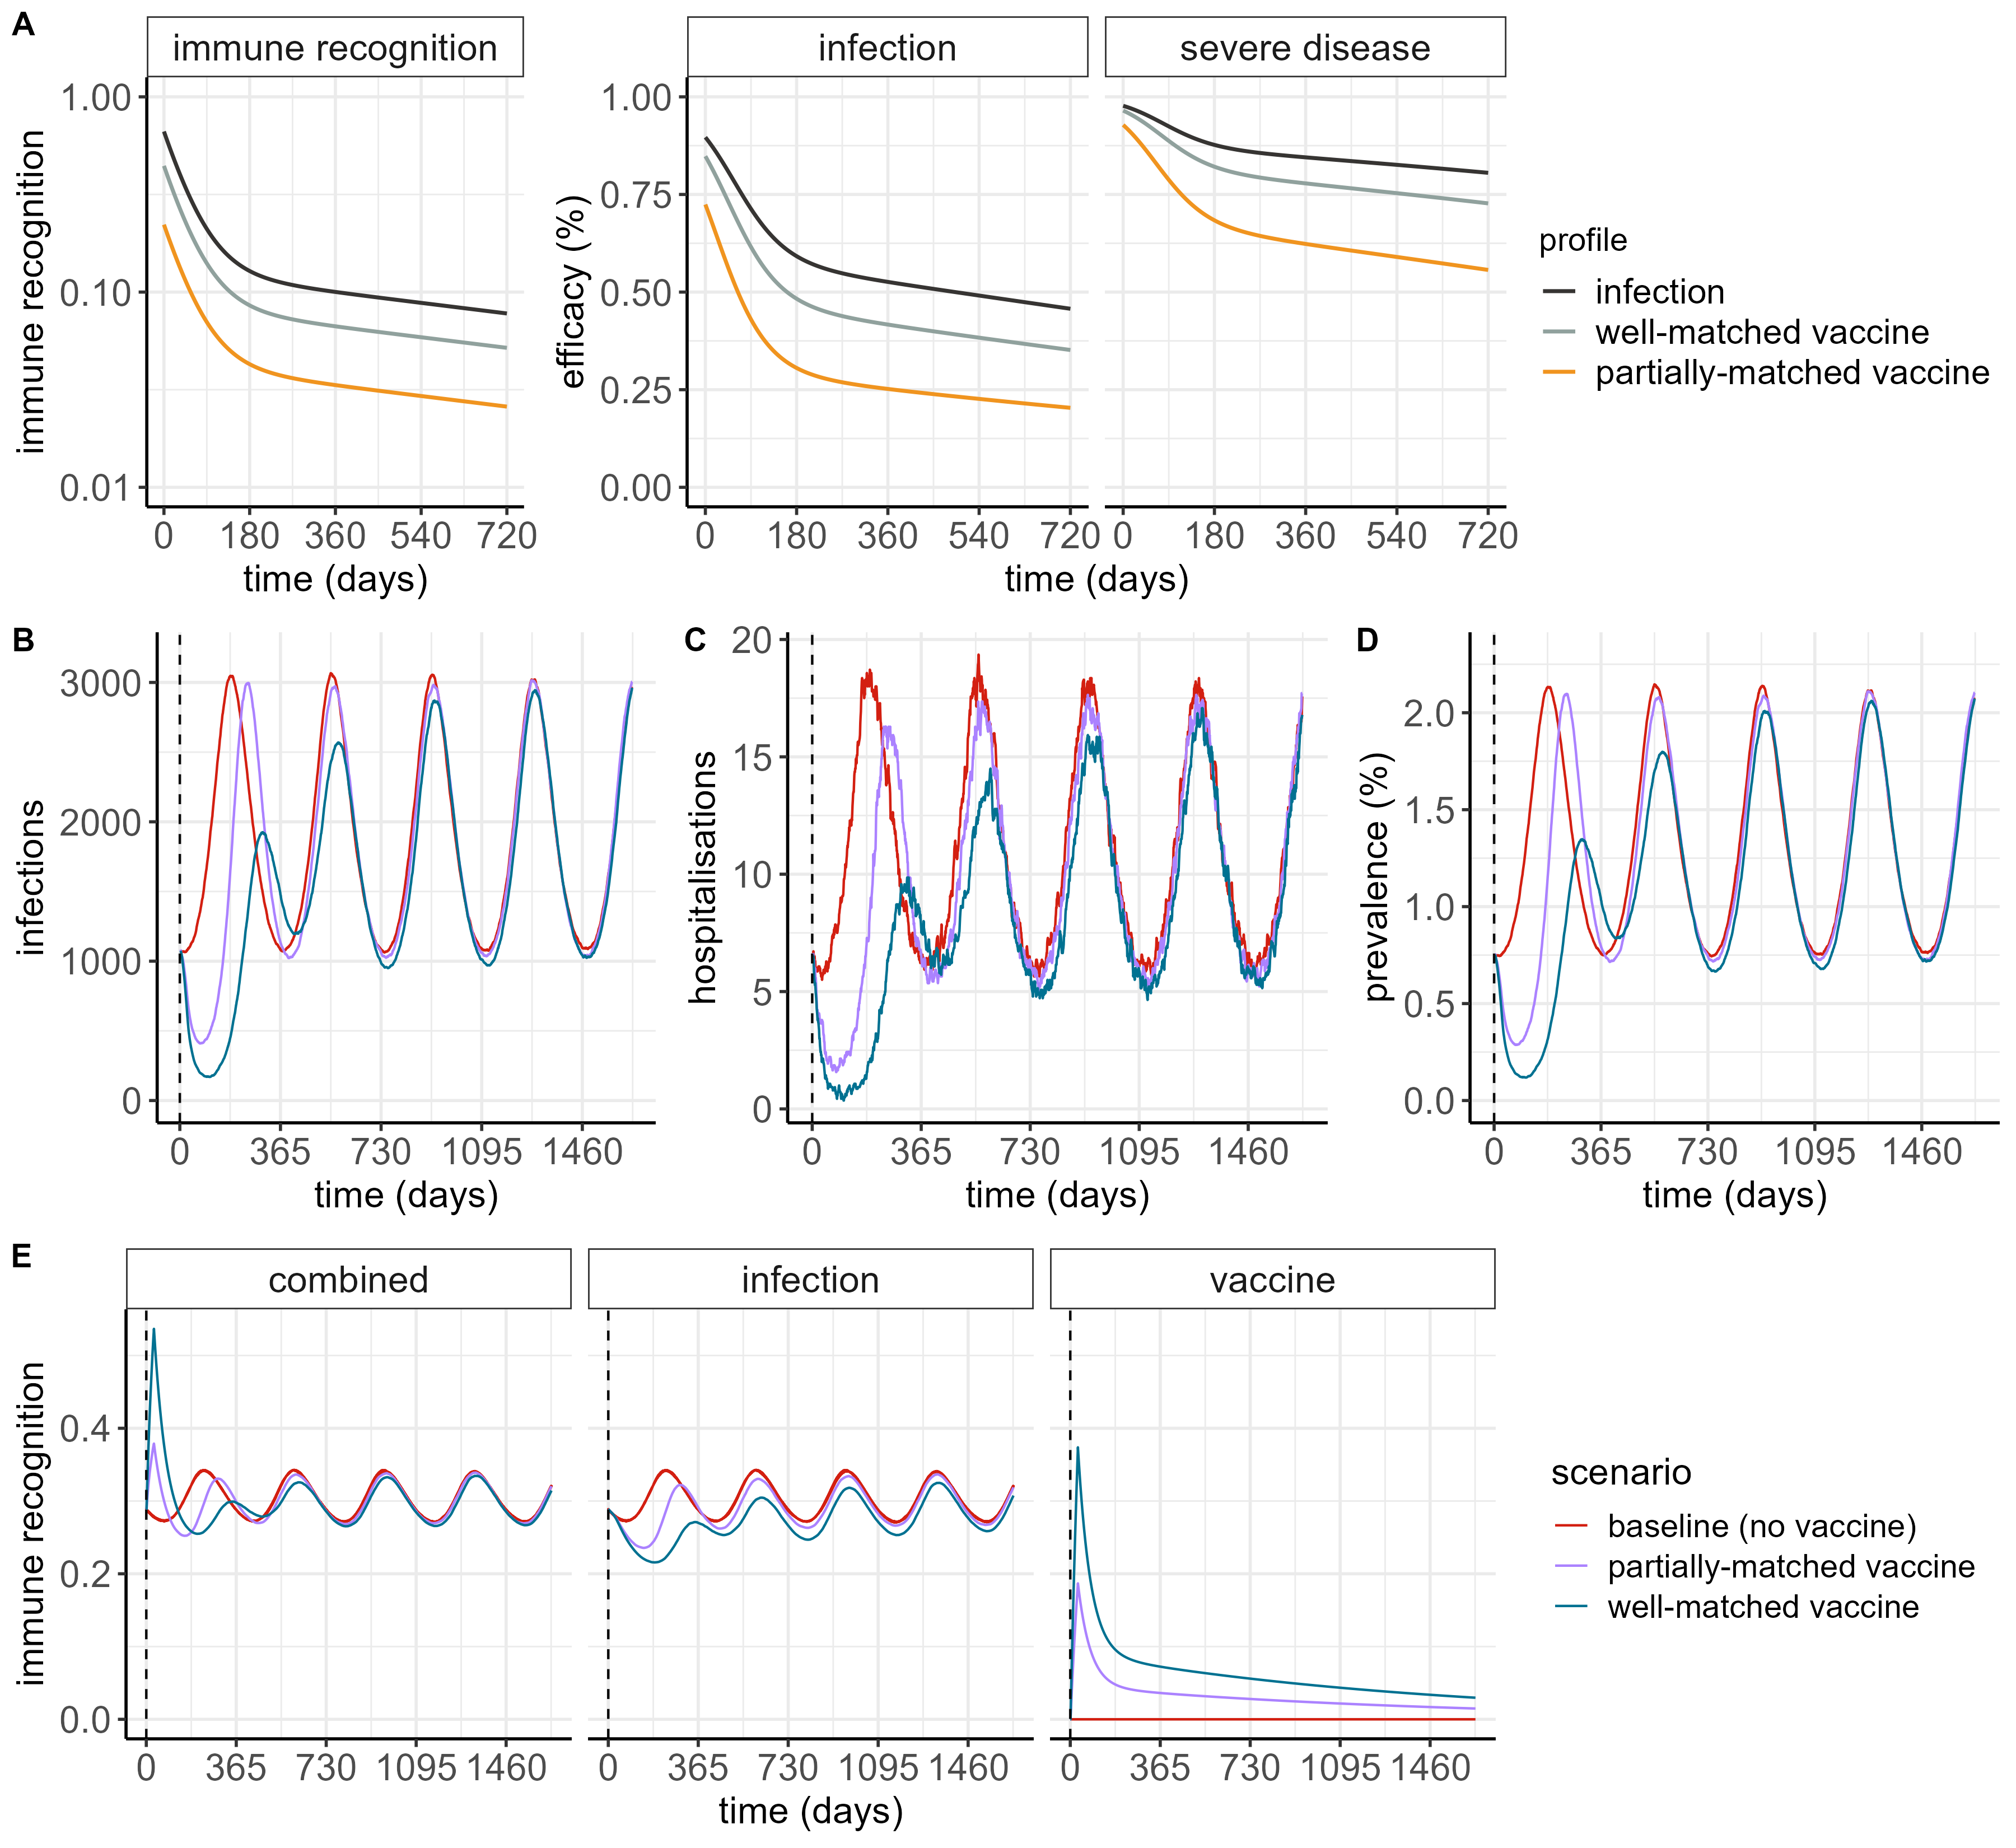 A
immune recognition
infection
severe disease
immune recognition
1.00
0.10
0.01
0 180 360 540 720
time (days)
efficacy (%)
1.00
0.75
0.50
0.25
0.00
0 180 360 540 720
0 180 360 540 720
time (days)
profile
infection
well-matched vaccine
partially-matched vaccine
B
infections
3000
2000
1000
0
0 365 730 1095 1460
time (days)
C
hospitalisations
20
15
10
5
0
0 365 730 1095 1460
time (days)
D
prevalence (%)
2.0
1.5
1.0
0.5
0.0
0 365 730 1095 1460
time (days)
E
combined
infection
vaccine
immune recognition
0.4
0.2
0.0
0 365 730 1095 1460
0 365 730 1095 1460
0 365 730 1095 1460
time (days)
scenario
baseline (no vaccine)
partially-matched vaccine
well-matched vaccine